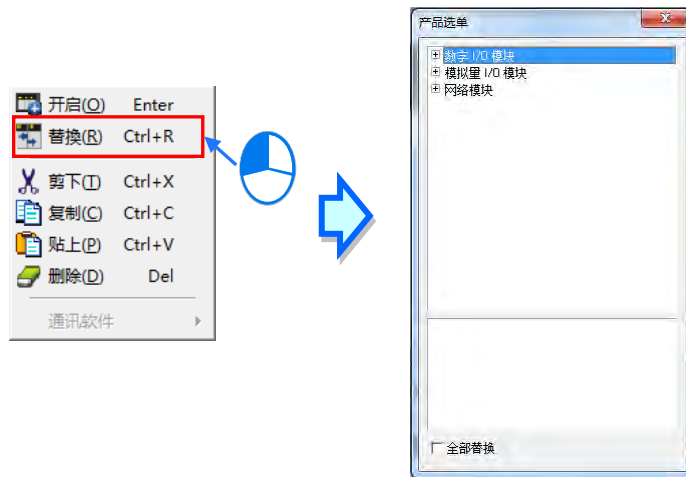 开启(O) Enter
替换(R) Ctrl+R
剪下(T) Ctrl+X
复制(C) Ctrl+C
贴上(P) Ctrl+V
删除(D) Del
通讯软件
产品选单
数字 I/O 模块
模拟量 I/O 模块
网络模块
全部替换